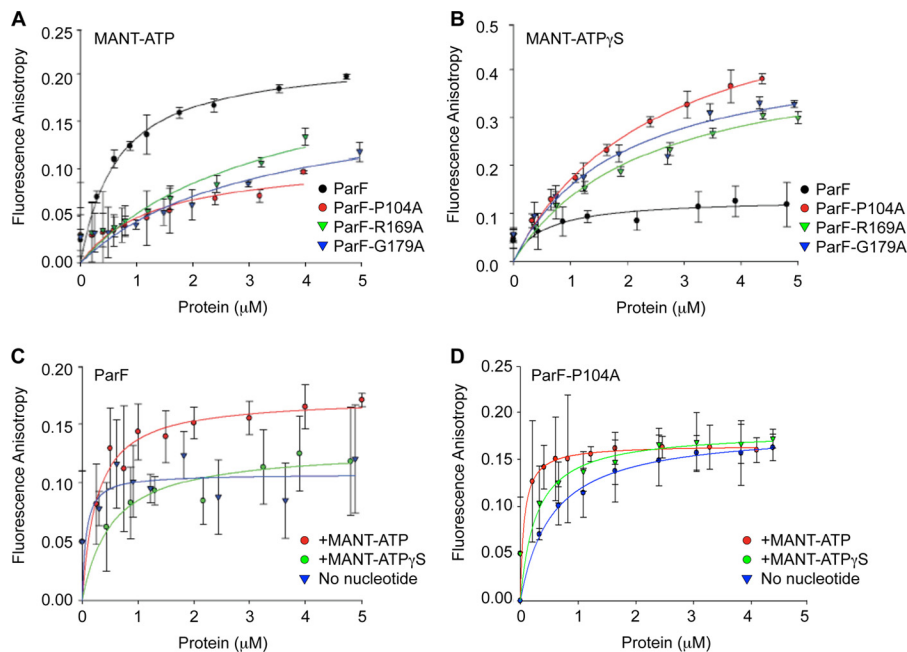 A
MANT-ATP
Fluorescence Anisotropy
0.25
0.20
0.15
0.10
0.05
0.0
0 1 2 3 4 5
Protein (μM)
ParF
ParF-P104A
ParF-R169A
ParF-G179A
B
MANT-ATPγS
Fluorescence Anisotropy
0.5
0.4
0.3
0.2
0.1
0.0
0 1 2 3 4 5
Protein (μM)
ParF
ParF-P104A
ParF-R169A
ParF-G179A
C
ParF
Fluorescence Anisotropy
0.20
0.15
0.10
0.05
0.00
0 1 2 3 4 5
Protein (μM)
+MANT-ATP
+MANT-ATPγS
No nucleotide
D
ParF-P104A
Fluorescence Anisotropy
0.25
0.20
0.15
0.10
0.05
0.00
0 1 2 3 4 5
Protein (μM)
+MANT-ATP
+MANT-ATPγS
No nucleotide